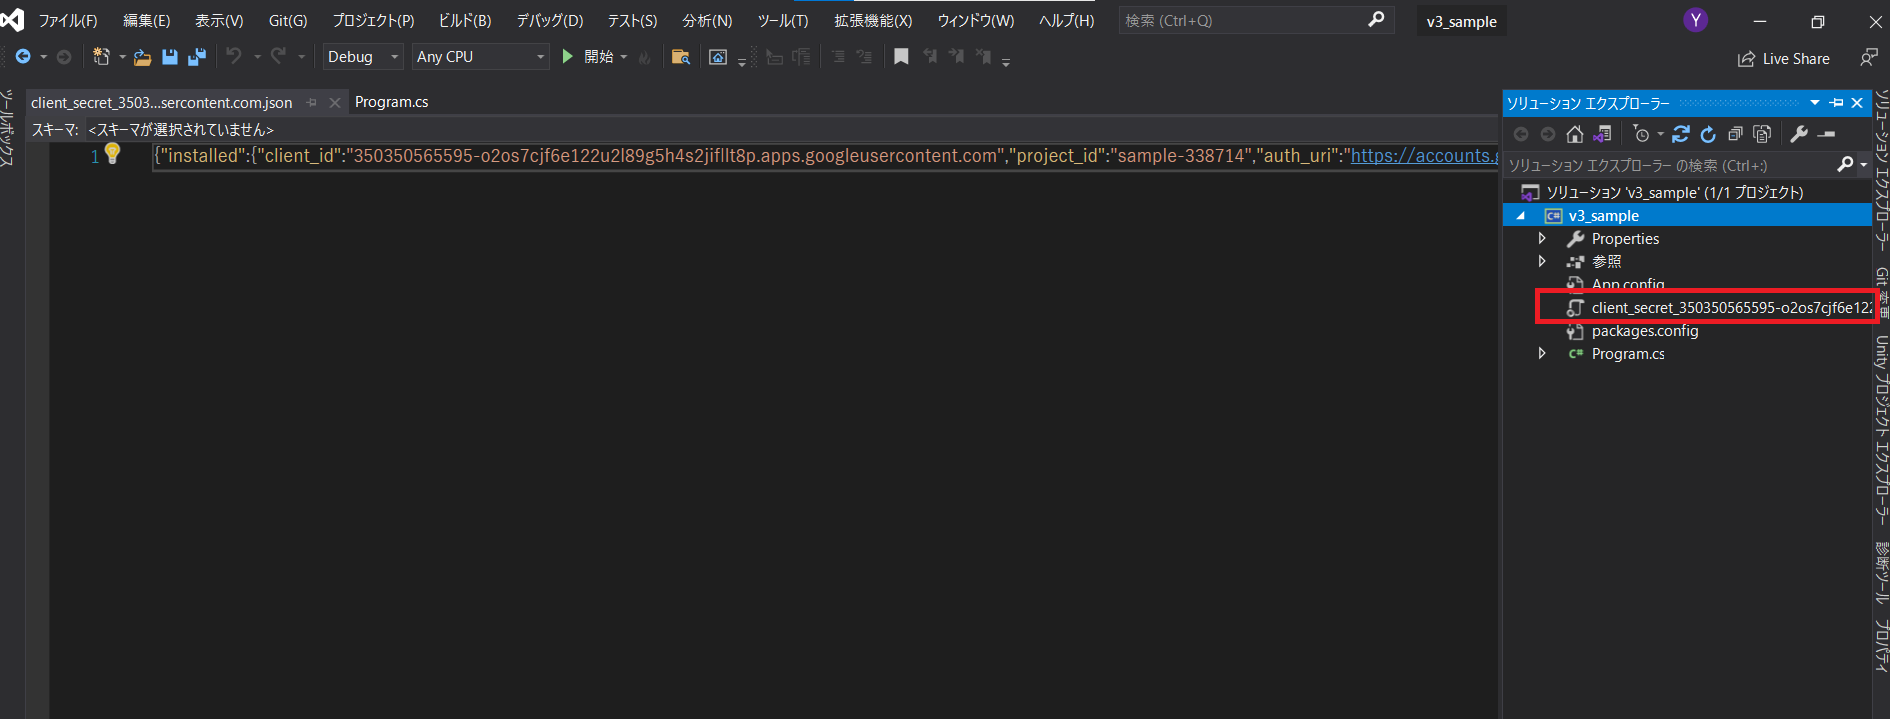 ファイル(F) 編集(E) 表示(V) Git(G) プロジェクト(P) ビルド(B) デバッグ(D) テスト(S) 分析(N) ツール(T) 拡張機能(X) ウィンドウ(W) ヘルプ(H) 検索 (Ctrl+Q) v3_sample Y
Debug Any CPU 開始 Live Share
client_secret_3503...sercontent.com.json Program.cs
スキーマ: <スキーマが選択されていません>
1 {"installed":{"client_id":"350350565595-o2os7cjf6e122u2l89g5h4s2jifllt8p.apps.googleusercontent.com","project_id":"sample-338714","auth_uri":"https://accounts.g
ツールボックス
ソリューション エクスプローラー
ソリューション エクスプローラー の検索 (Ctrl+:)
ソリューション 'v3_sample' (1/1 プロジェクト)
C# v3_sample
Properties
参照
App.config
client_secret_350350565595-o2os7cjf6e122
packages.config
C# Program.cs
ソリューション エクスプローラー
Git 変更
Unity プロジェクト エクスプローラー
診断ツール
プロパティ